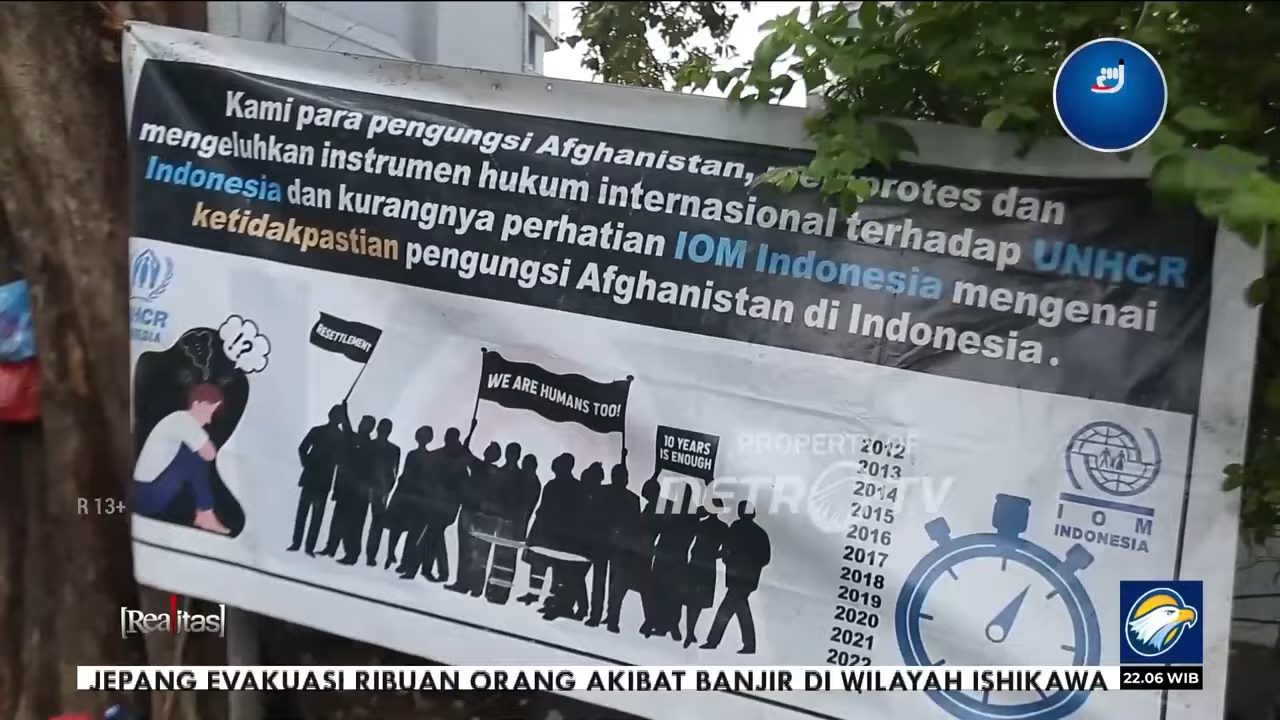 Kami para pengungsi Afghanistan, memprotes dan
mengeluhkan instrumen hukum internasional terhadap UNHCR
Indonesia dan kurangnya perhatian IOM Indonesia mengenai
ketidakpastian pengungsi Afghanistan di Indonesia.
!?
RESETTLEMENT
WE ARE HUMANS TOO!
10 YEARS
IS ENOUGH
2012
2013
2014
2015
2016
2017
2018
2019
2020
2021
2022
I O M
INDONESIA
PROPERTY OF
METRO TV
R 13+
[Realitas]
JEPANG EVAKUASI RIBUAN ORANG AKIBAT BANJIR DI WILAYAH ISHIKAWA
22.06 WIB